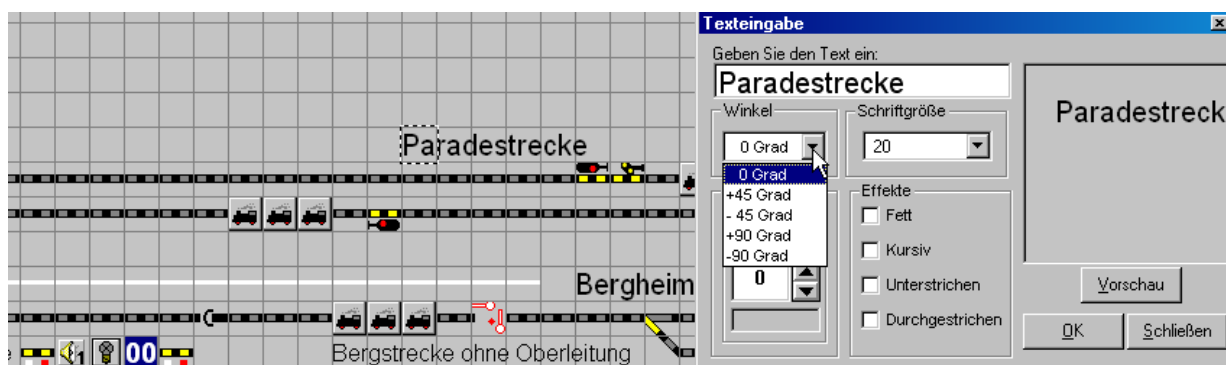 Paradestrecke
Bergheim
00
1
Bergstrecke ohne Oberleitung
Texteingabe
Geben Sie den Text ein:
Paradestrecke
Winkel
0 Grad
0 Grad
+45 Grad
- 45 Grad
+90 Grad
-90 Grad
0
Schriftgröße
20
Effekte
Fett
Kursiv
Unterstrichen
Durchgestrichen
Paradestreck
Vorschau
OK
Schließen